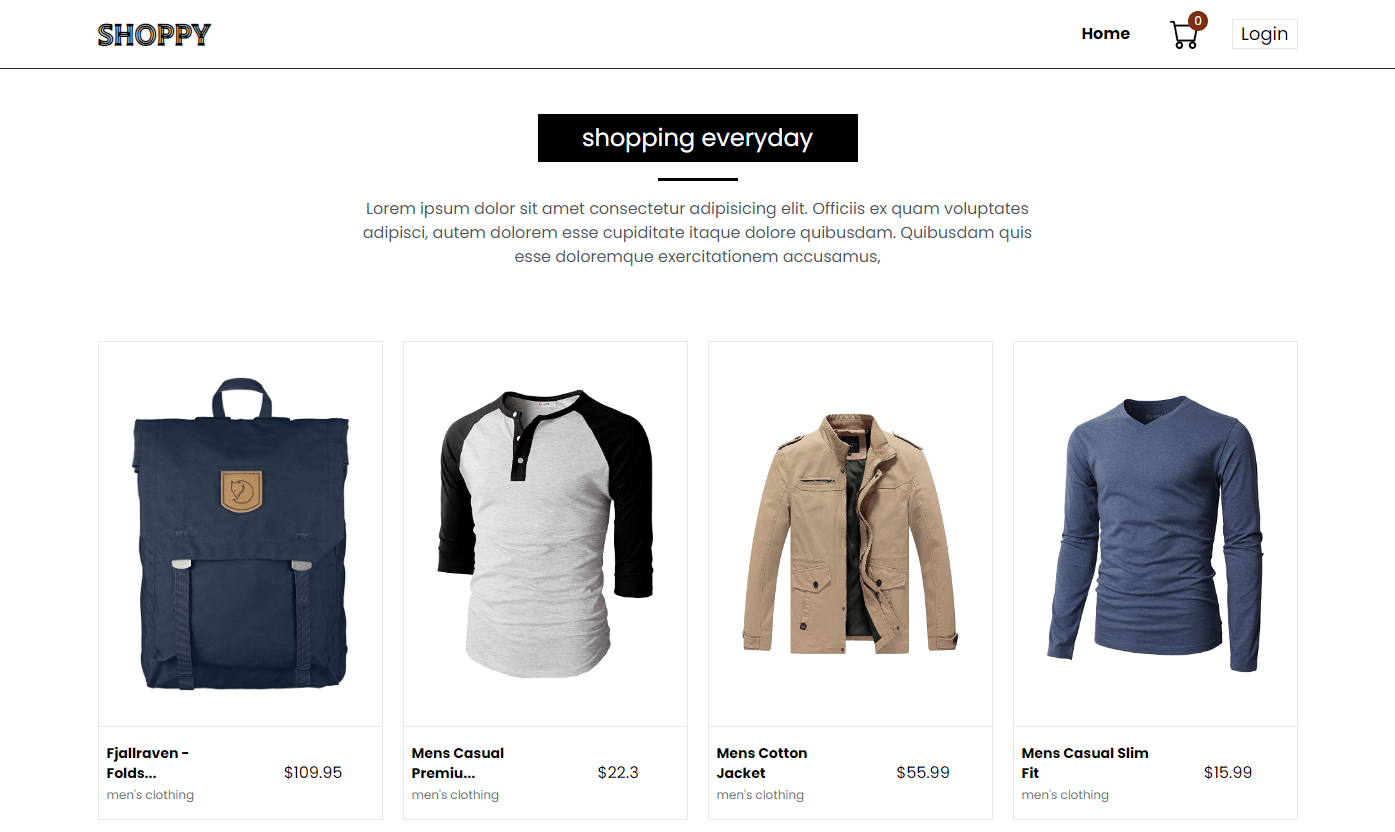 SHOPPY
Home
0
Login
shopping everyday
Lorem ipsum dolor sit amet consectetur adipisicing elit. Officiis ex quam voluptates
adipisci, autem dolorem esse cupiditate itaque dolore quibusdam. Quibusdam quis
esse doloremque exercitationem accusamus,
Fjallraven -
Folds...
$109.95
men's clothing
Mens Casual
Premiu...
$22.3
men's clothing
Mens Cotton
Jacket
$55.99
men's clothing
Mens Casual Slim
Fit
$15.99
men's clothing